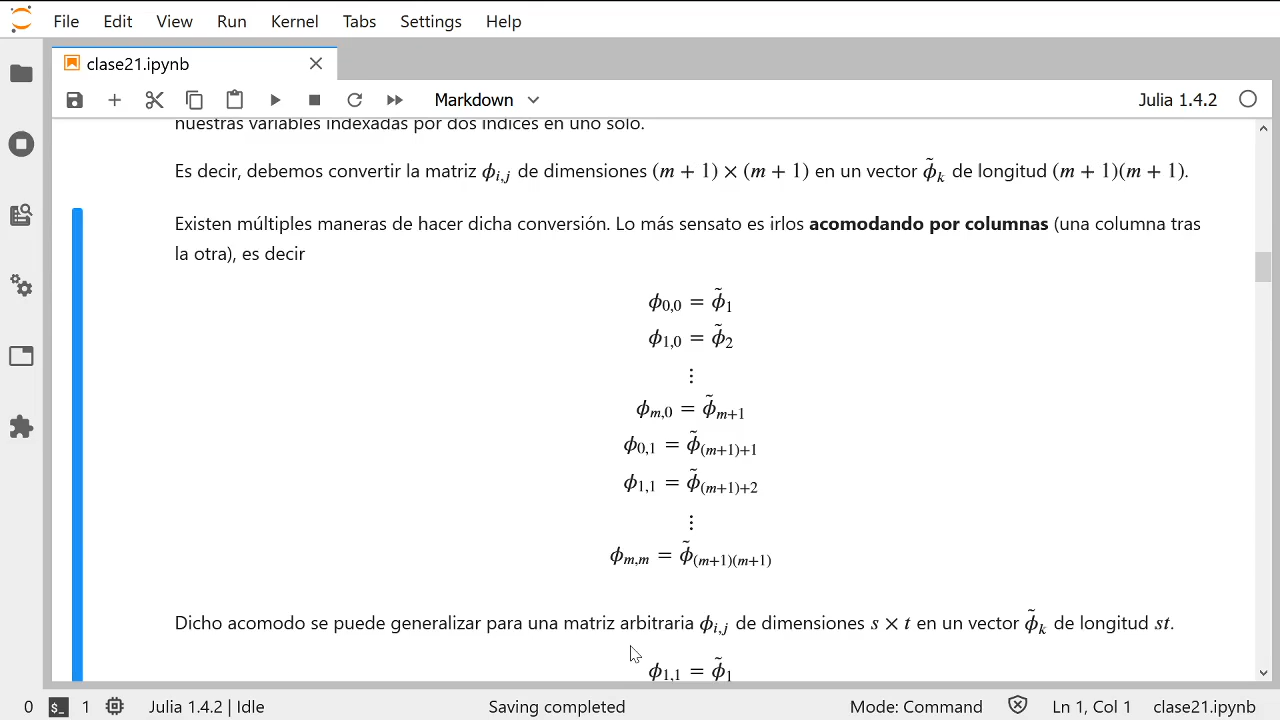 File Edit View Run Kernel Tabs Settings Help
clase21.ipynb
Markdown
Julia 1.4.2
nuestras variables indexadas por dos índices en uno solo.
Es decir, debemos convertir la matriz ϕ_{i,j} de dimensiones (m + 1) × (m + 1) en un vector ϕ̃_k de longitud (m + 1)(m + 1).
Existen múltiples maneras de hacer dicha conversión. Lo más sensato es irlos acomodando por columnas (una columna tras
la otra), es decir
ϕ_{0,0} = ϕ̃_1
ϕ_{1,0} = ϕ̃_2
⋮
ϕ_{m,0} = ϕ̃_{m+1}
ϕ_{0,1} = ϕ̃_{(m+1)+1}
ϕ_{1,1} = ϕ̃_{(m+1)+2}
⋮
ϕ_{m,m} = ϕ̃_{(m+1)(m+1)}
Dicho acomodo se puede generalizar para una matriz arbitraria ϕ_{i,j} de dimensiones s × t en un vector ϕ̃_k de longitud st.
ϕ_{1,1} = ϕ̃_1
0 $_ 1 Julia 1.4.2 | Idle Saving completed Mode: Command Ln 1, Col 1 clase21.ipynb